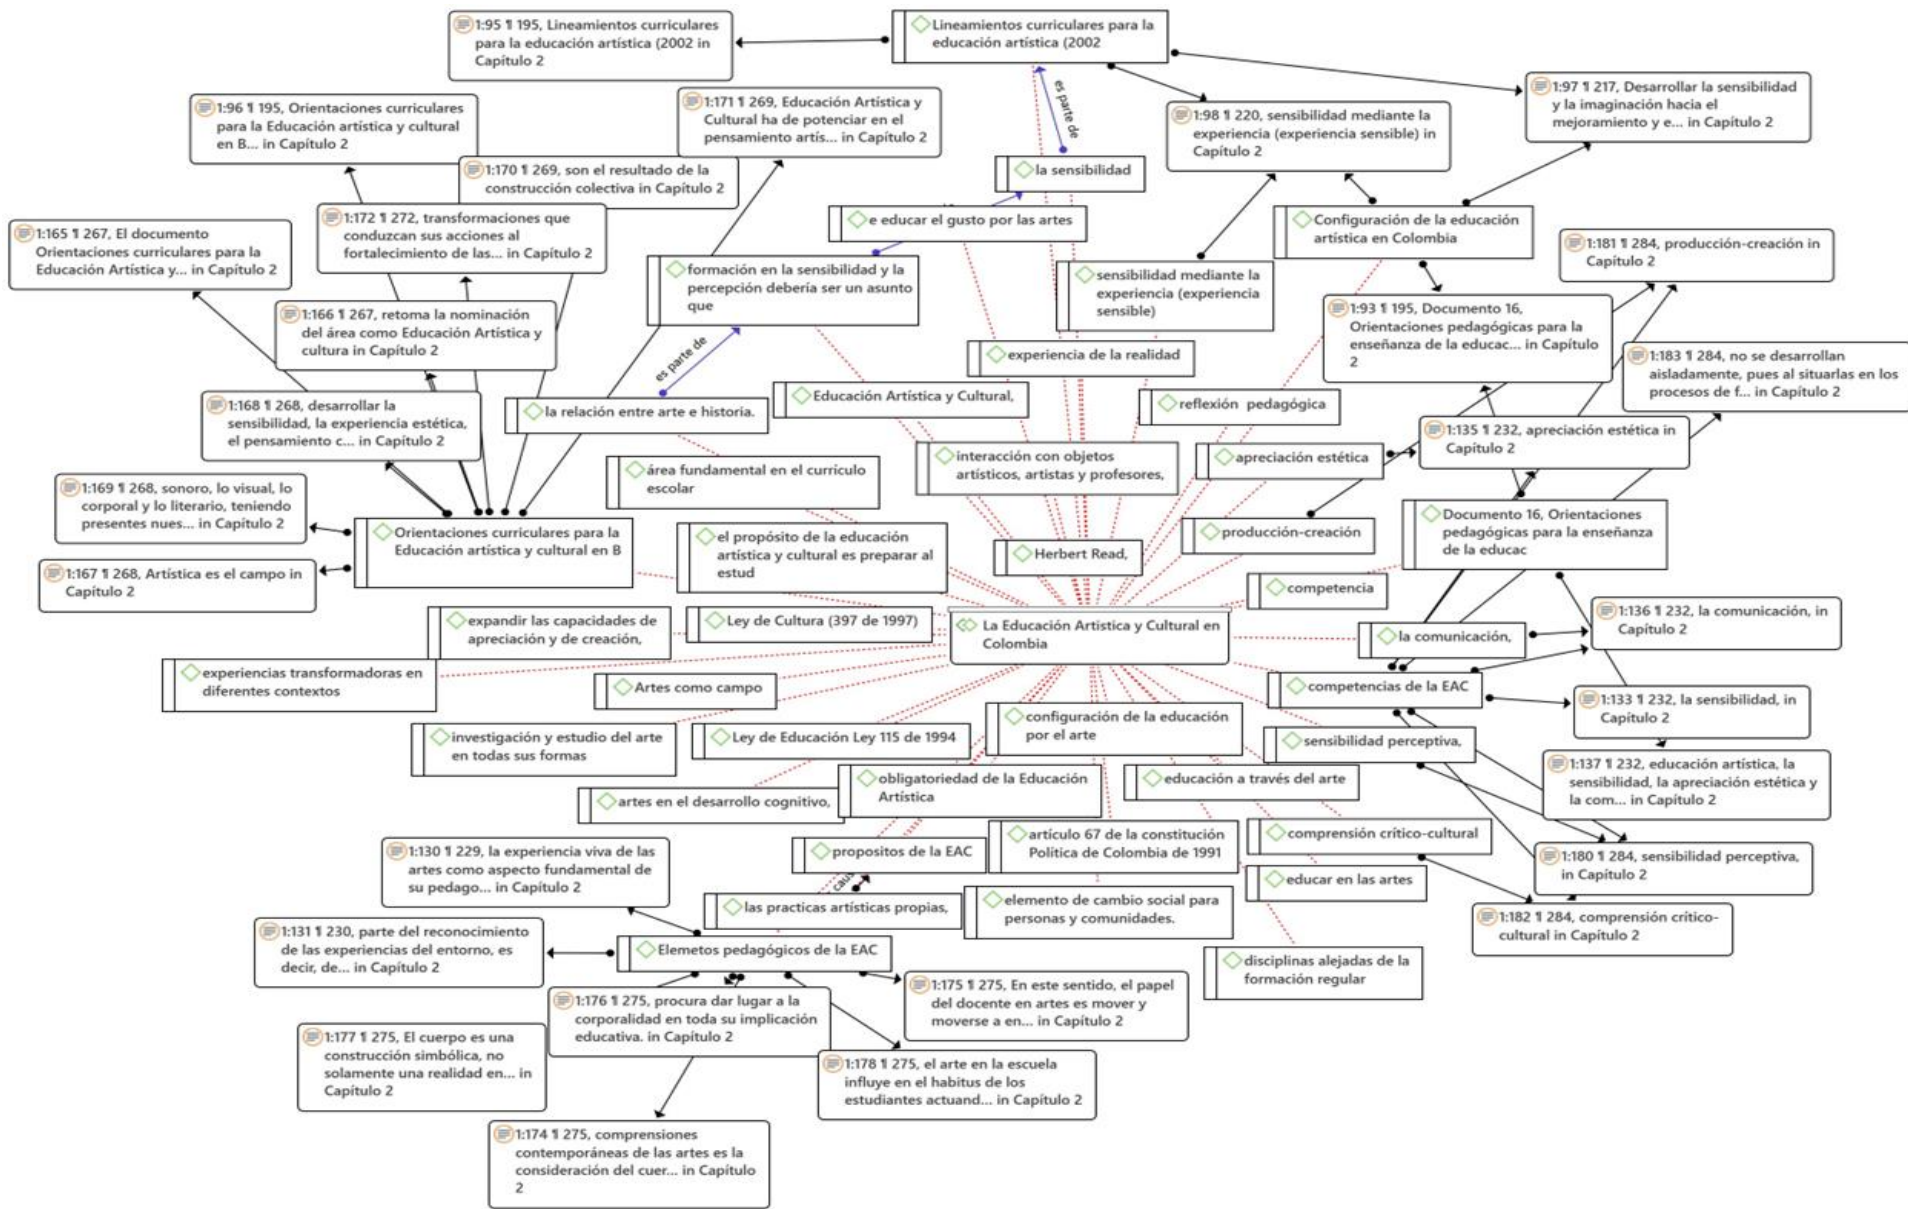 1:95 ¶ 195, Lineamientos curriculares
para la educación artística (2002 in
Capítulo 2
Lineamientos curriculares para la
educación artística (2002
1:97 ¶ 217, Desarrollar la sensibilidad
y la imaginación hacia el
mejoramiento y e... in Capítulo 2
1:96 ¶ 195, Orientaciones curriculares
para la Educación artística y cultural
en B... in Capítulo 2
1:171 ¶ 269, Educación Artística y
Cultural ha de potenciar en el
pensamiento artís... in Capítulo 2
es parte de
1:98 ¶ 220, sensibilidad mediante la
experiencia (experiencia sensible) in
Capítulo 2
1:170 ¶ 269, son el resultado de la
construcción colectiva in Capítulo 2
la sensibilidad
1:172 ¶ 272, transformaciones que
conduzcan sus acciones al
fortalecimiento de las... in Capítulo 2
e educar el gusto por las artes
Configuración de la educación
artística en Colombia
1:165 ¶ 267, El documento
Orientaciones curriculares para la
Educación Artística y... in Capítulo 2
1:181 ¶ 284, producción-creación in
Capítulo 2
formación en la sensibilidad y la
percepción debería ser un asunto
que
sensibilidad mediante la
experiencia (experiencia
sensible)
1:166 ¶ 267, retoma la nominación
del área como Educación Artística y
cultura in Capítulo 2
1:93 ¶ 195, Documento 16,
Orientaciones pedagógicas para la
enseñanza de la educac... in Capítulo
2
es parte de
experiencia de la realidad
1:183 ¶ 284, no se desarrollan
aisladamente, pues al situarlas en los
procesos de f... in Capítulo 2
1:168 ¶ 268, desarrollar la
sensibilidad, la experiencia estética,
el pensamiento c... in Capítulo 2
la relación entre arte e historia.
Educación Artística y Cultural,
reflexión pedagógica
1:135 ¶ 232, apreciación estética in
Capítulo 2
área fundamental en el currículo
escolar
interacción con objetos
artísticos, artistas y profesores,
apreciación estética
1:169 ¶ 268, sonoro, lo visual, lo
corporal y lo literario, teniendo
presentes nues... in Capítulo 2
Orientaciones curriculares para la
Educación artística y cultural en B
el propósito de la educación
artística y cultural es preparar al
estud
Herbert Read,
producción-creación
Documento 16, Orientaciones
pedagógicas para la enseñanza
de la educac
1:167 ¶ 268, Artística es el campo in
Capítulo 2
competencia
expandir las capacidades de
apreciación y de creación,
Ley de Cultura (397 de 1997)
La Educación Artística y Cultural en
Colombia
la comunicación,
1:136 ¶ 232, la comunicación, in
Capítulo 2
experiencias transformadoras en
diferentes contextos
Artes como campo
competencias de la EAC
1:133 ¶ 232, la sensibilidad, in
Capítulo 2
investigación y estudio del arte
en todas sus formas
Ley de Educación Ley 115 de 1994
configuración de la educación
por el arte
sensibilidad perceptiva,
1:137 ¶ 232, educación artística, la
sensibilidad, la apreciación estética y
la com... in Capítulo 2
artes en el desarrollo cognitivo,
obligatoriedad de la Educación
Artística
educación a través del arte
1:130 ¶ 229, la experiencia viva de las
artes como aspecto fundamental de
su pedago... in Capítulo 2
propositos de la EAC
artículo 67 de la constitución
Política de Colombia de 1991
comprensión crítico-cultural
1:180 ¶ 284, sensibilidad perceptiva,
in Capítulo 2
educar en las artes
las practicas artísticas propias,
elemento de cambio social para
personas y comunidades.
1:182 ¶ 284, comprensión crítico-
cultural in Capítulo 2
1:131 ¶ 230, parte del reconocimiento
de las experiencias del entorno, es
decir, de... in Capítulo 2
Elemetos pedagógicos de la EAC
disciplinas alejadas de la
formación regular
1:176 ¶ 275, procura dar lugar a la
corporalidad en toda su implicación
educativa. in Capítulo 2
1:175 ¶ 275, En este sentido, el papel
del docente en artes es mover y
moverse a en... in Capítulo 2
1:177 ¶ 275, El cuerpo es una
construcción simbólica, no
solamente una realidad en... in
Capítulo 2
1:178 ¶ 275, el arte en la escuela
influye en el habitus de los
estudiantes actuand... in Capítulo 2
1:174 ¶ 275, comprensiones
contemporáneas de las artes es la
consideración del cuer... in Capítulo
2